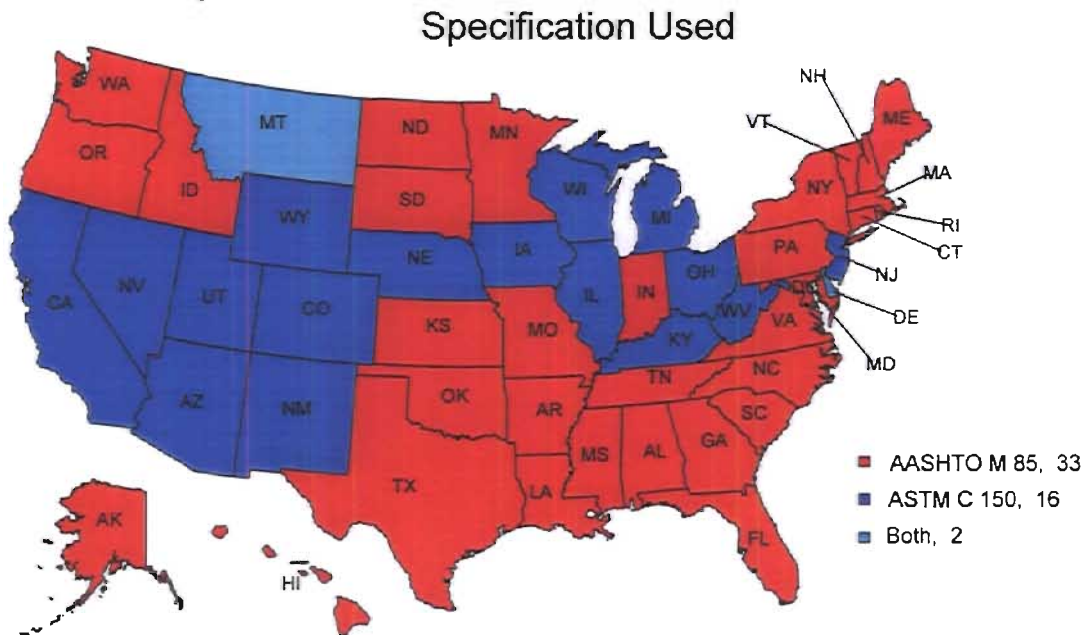 Specification Used
NH
WA
MT
ND
MN
VT
ME
OR
ID
SD
WI
MI
NY
MA
WY
RI
CT
NE
IA
PA
NV
OH
NJ
CA
UT
CO
IL
IN
WV
DE
KS
MO
KY
VA
MD
AZ
NM
OK
AR
TN
NC
SC
MS
AL
GA
TX
LA
AASHTO M 85, 33
AK
ASTM C 150, 16
FL
Both, 2
HI